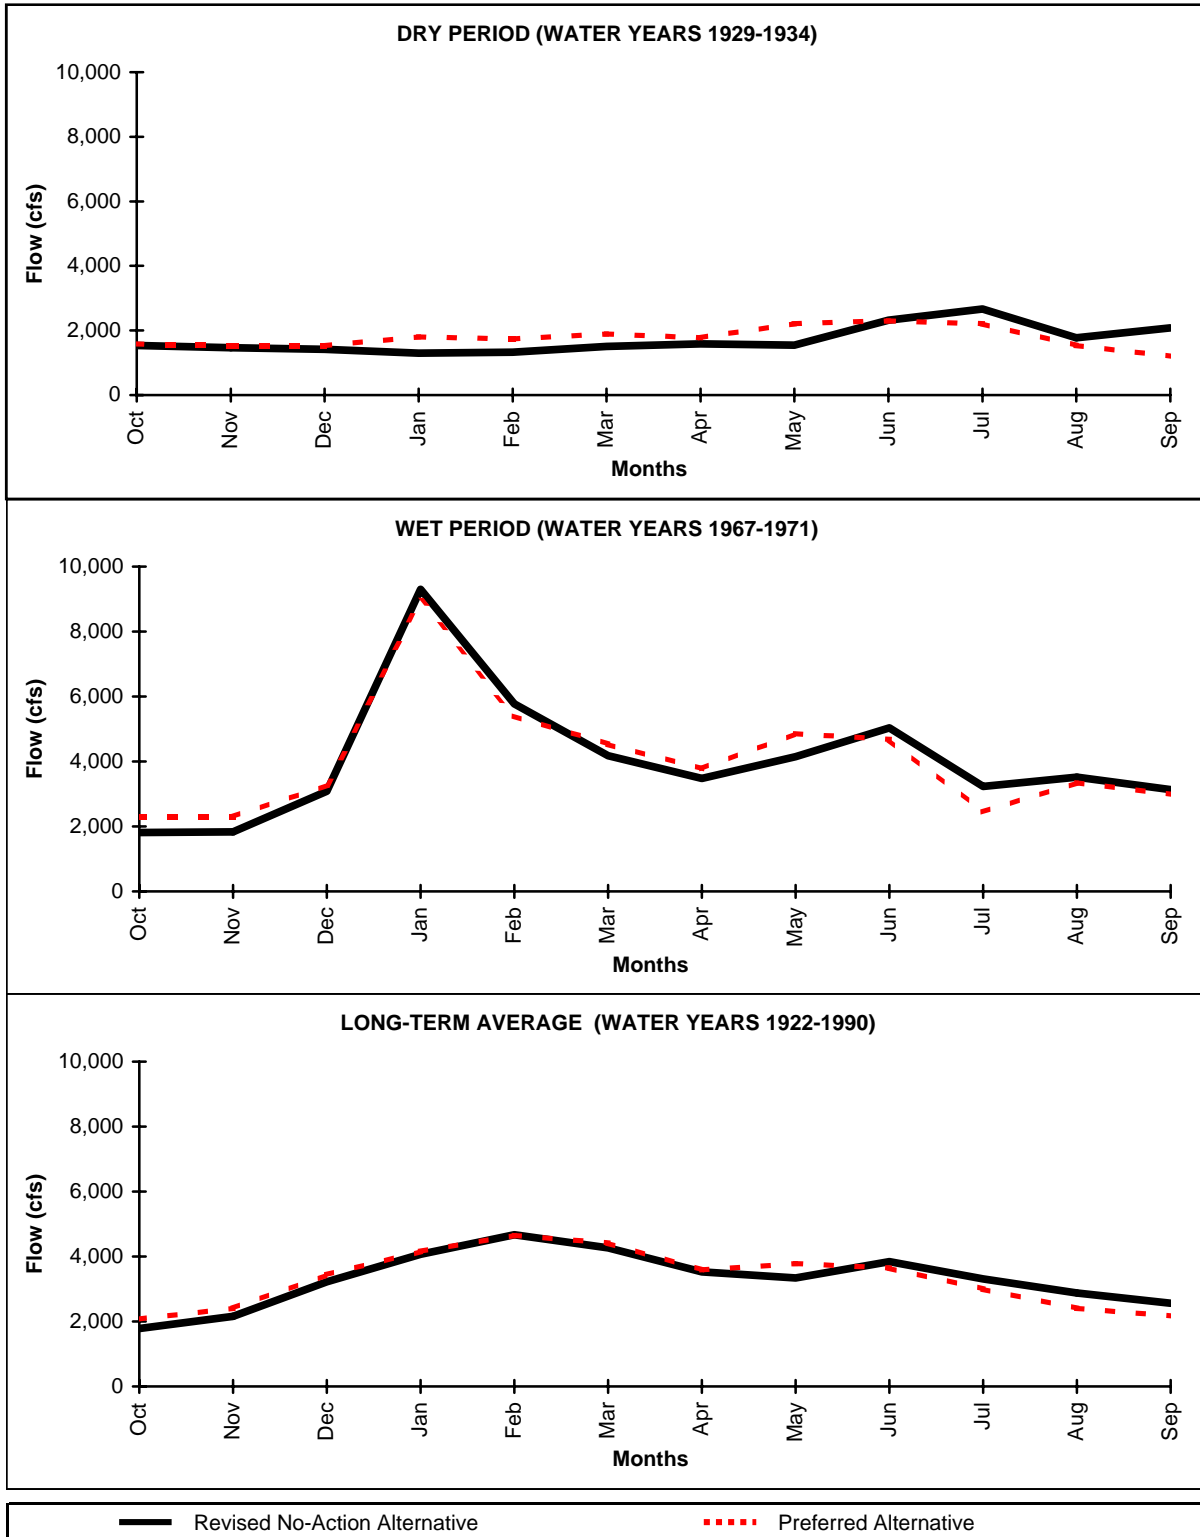 DRY PERIOD (WATER YEARS 1929-1934)
10,000
8,000
6,000
4,000
2,000
0
Flow (cfs)
Oct Nov Dec Jan Feb Mar Apr May Jun Jul Aug Sep
Months
WET PERIOD (WATER YEARS 1967-1971)
10,000
8,000
6,000
4,000
2,000
0
Flow (cfs)
Oct Nov Dec Jan Feb Mar Apr May Jun Jul Aug Sep
Months
LONG-TERM AVERAGE (WATER YEARS 1922-1990)
10,000
8,000
6,000
4,000
2,000
0
Flow (cfs)
Oct Nov Dec Jan Feb Mar Apr May Jun Jul Aug Sep
Months
Revised No-Action Alternative Preferred Alternative